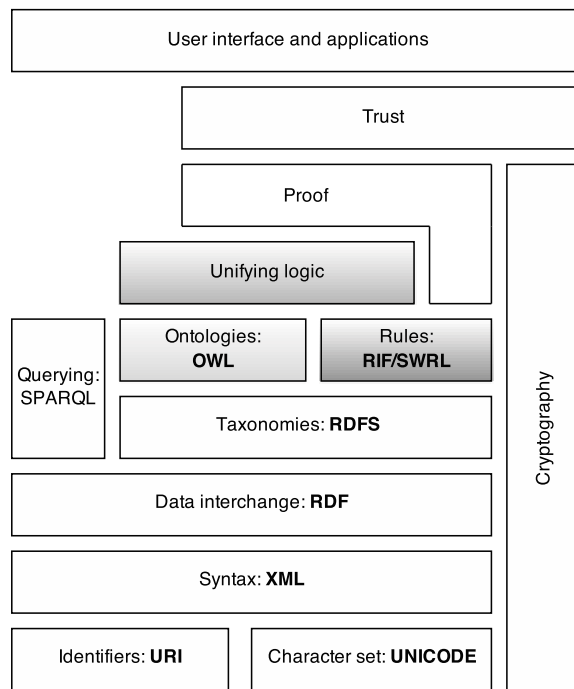 User interface and applications
Trust
Proof
Unifying logic
Ontologies:
OWL
Rules:
RIF/SWRL
Querying:
SPARQL
Taxonomies: RDFS
Cryptography
Data interchange: RDF
Syntax: XML
Identifiers: URI
Character set: UNICODE